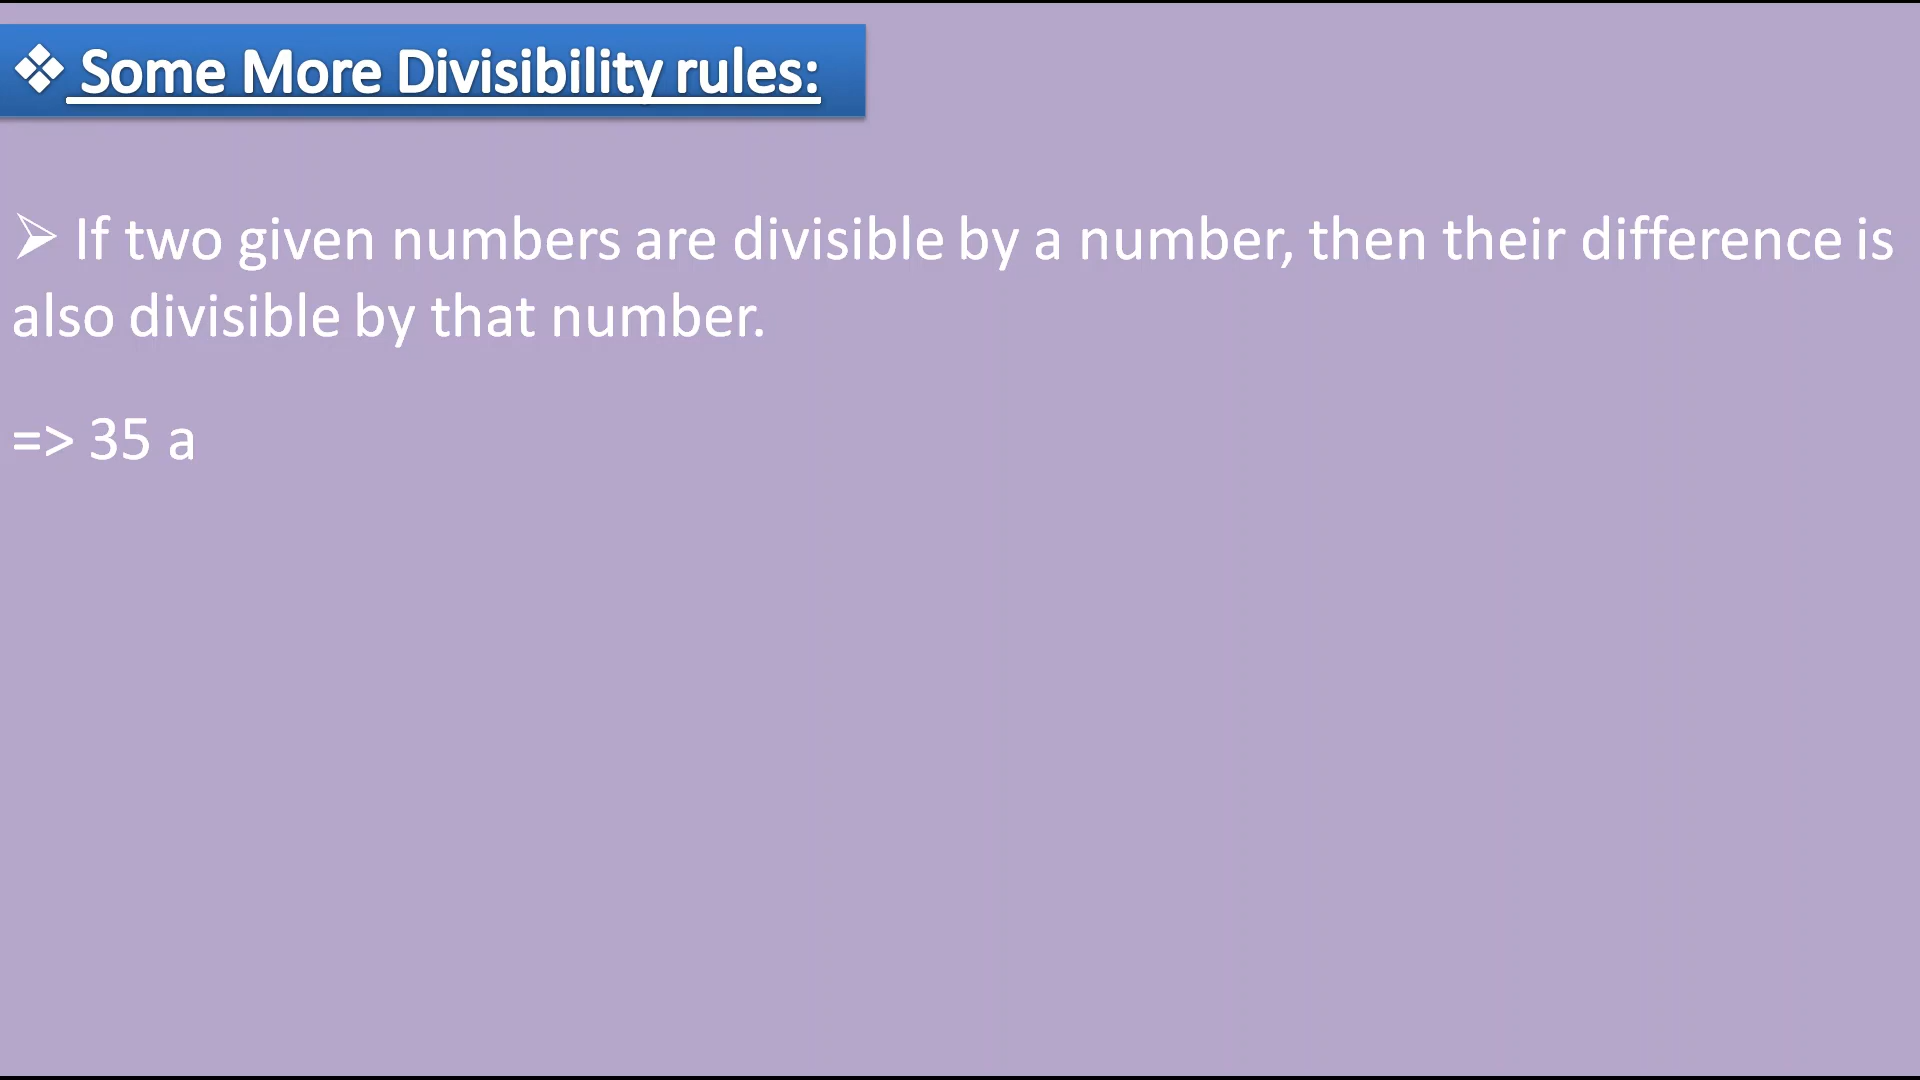 ❖ Some More Divisibility rules:
➢ If two given numbers are divisible by a number, then their difference is
also divisible by that number.
=> 35 a